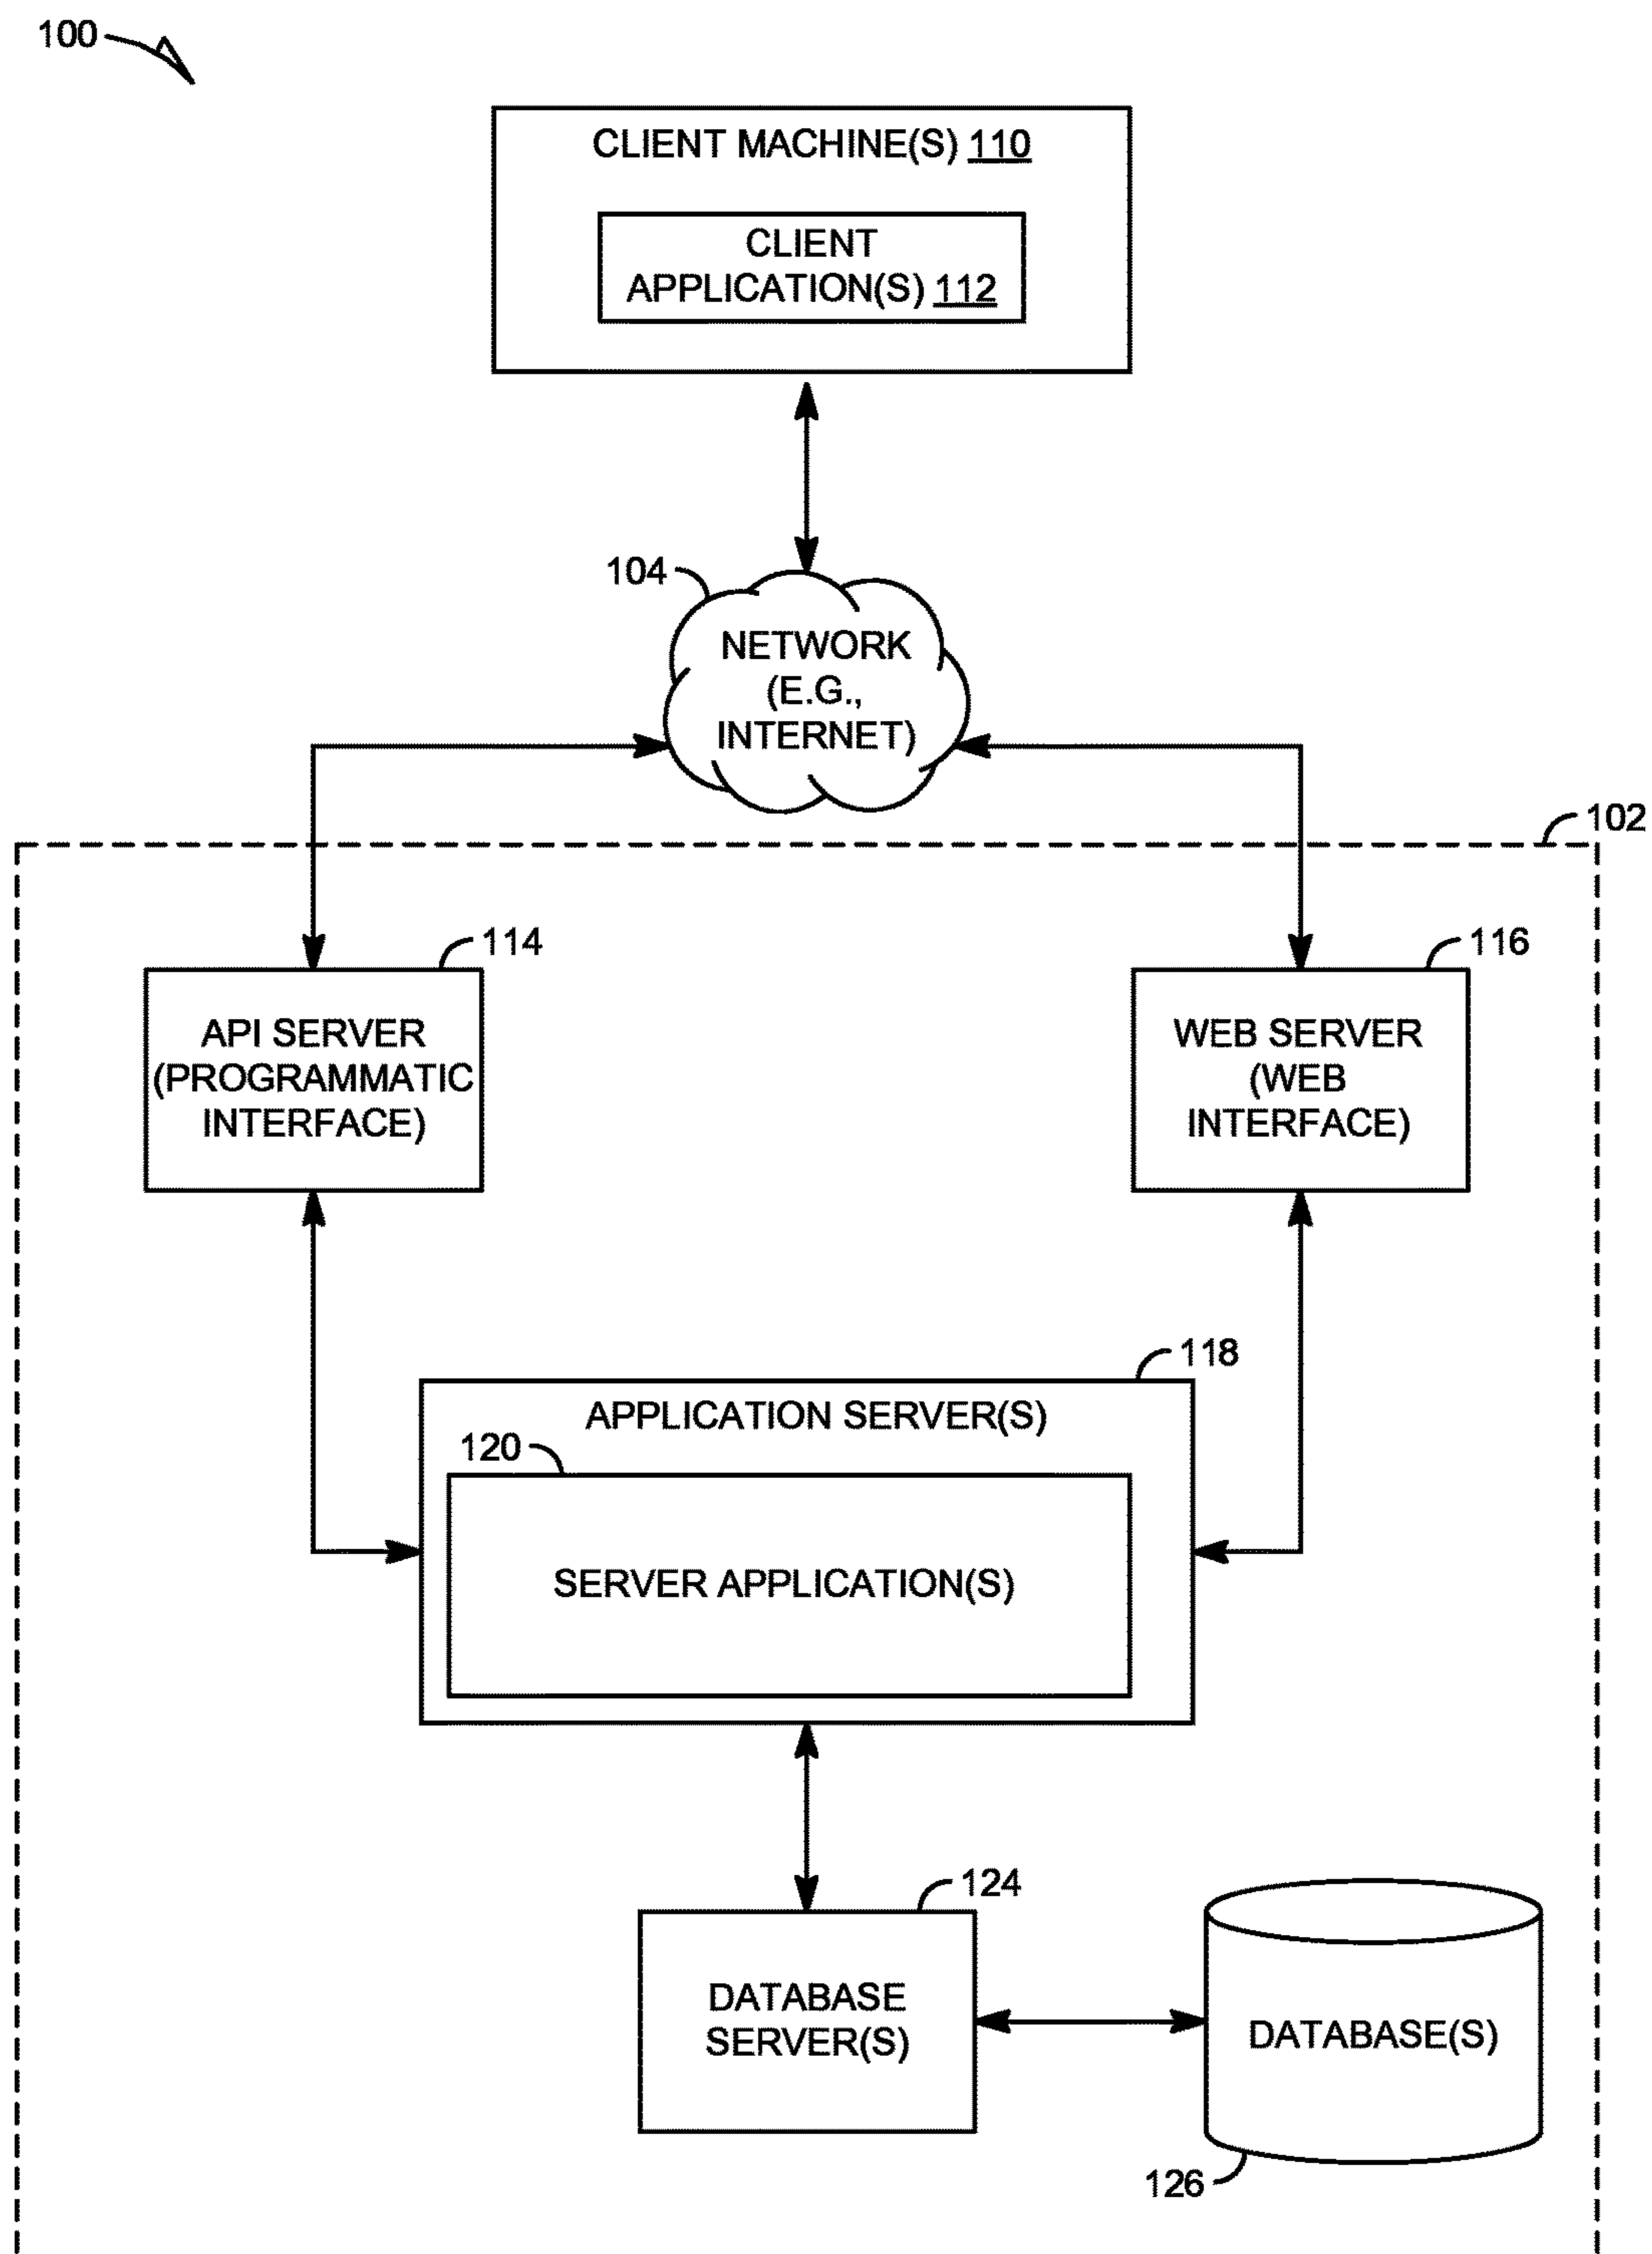 100
CLIENT MACHINE(S) 110
CLIENT
APPLICATION(S) 112
104
NETWORK
(E.G.,
INTERNET)
102
114
API SERVER
(PROGRAMMATIC
INTERFACE)
116
WEB SERVER
(WEB
INTERFACE)
118
APPLICATION SERVER(S)
120
SERVER APPLICATION(S)
124
DATABASE
SERVER(S)
DATABASE(S)
126